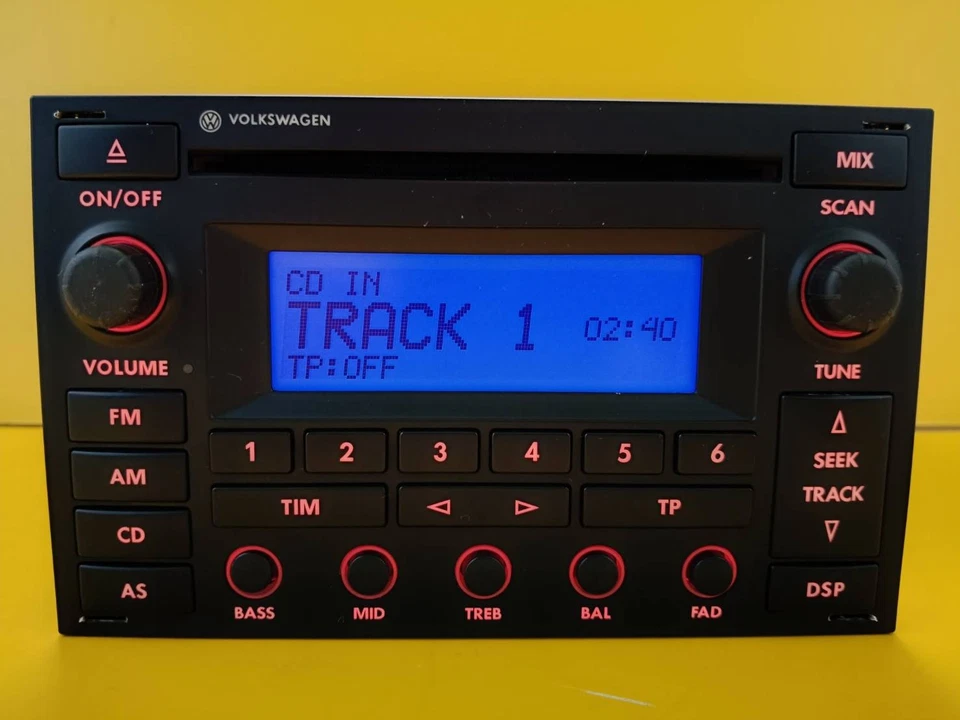 VOLKSWAGEN
MIX
ON/OFF
SCAN
CD IN
TRACK 1 02:40
TP:OFF
VOLUME
TUNE
FM
AM
CD
AS
1 2 3 4 5 6
TIM
TP
SEEK
TRACK
DSP
BASS MID TREB BAL FAD